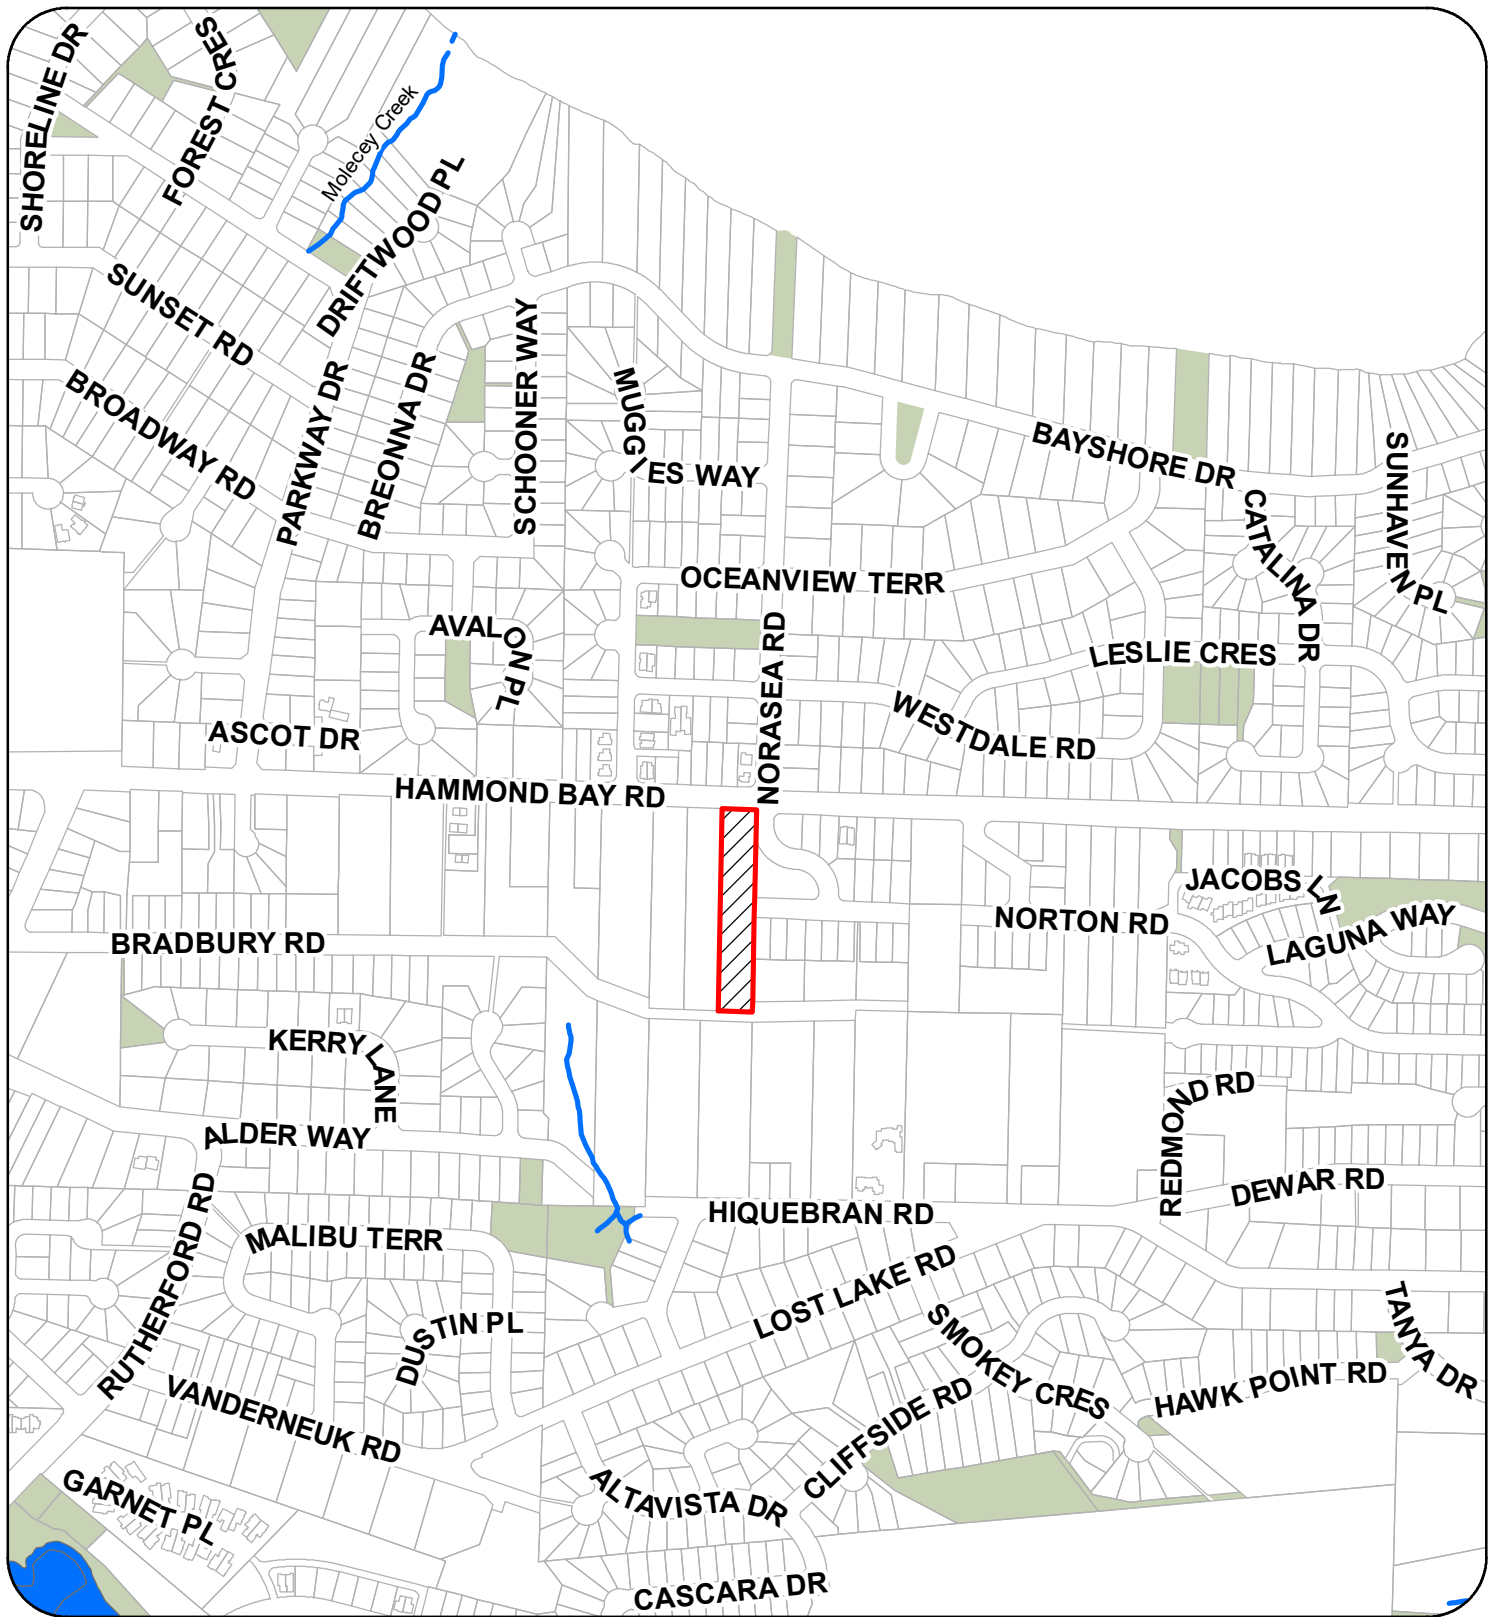 SHORELINE DR
FOREST CRES
Molecey Creek
DRIFTWOOD PL
SUNSET RD
BROADWAY RD
PARKWAY DR
BREONNA DR
SCHOONER WAY
MUGGIES WAY
BAYSHORE DR
SUNHAVEN PL
CATALINA DR
OCEANVIEW TERR
AVALON PL
NORASEA RD
LESLIE CRES
WESTDALE RD
ASCOT DR
HAMMOND BAY RD
JACOBS LN
NORTON RD
LAGUNA WAY
BRADBURY RD
KERRY LANE
REDMOND RD
ALDER WAY
DEWAR RD
RUTHERFORD RD
HIQUEBRAN RD
MALIBU TERR
LOST LAKE RD
DUSTIN PL
SMOKEY CRES
TANYA DR
HAWK POINT RD
VANDERNEUK RD
CLIFFSIDE RD
GARNET PL
ALTAVISTA DR
CASCARA DR